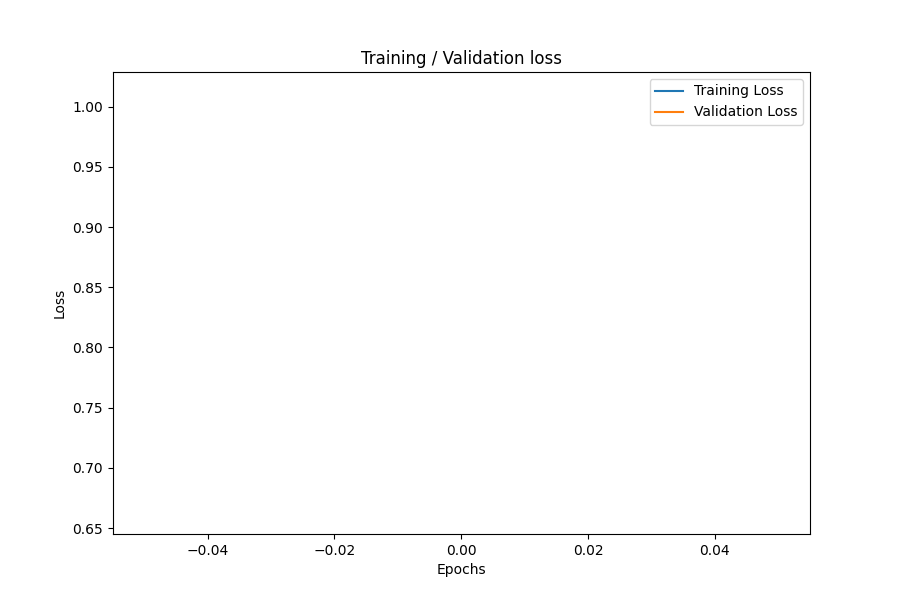 Training / Validation loss
Training Loss
Validation Loss
1.00
0.95
0.90
0.85
0.80
0.75
0.70
0.65
Loss
−0.04
−0.02
0.00
0.02
0.04
Epochs